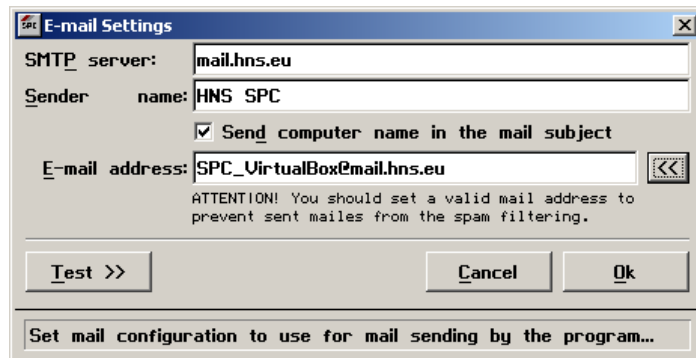 SPC E-mail Settings
SMTP server: mail.hns.eu
Sender name: HNS SPC
Send computer name in the mail subject
E-mail address: SPC_VirtualBox@mail.hns.eu <<
ATTENTION! You should set a valid mail address to
prevent sent mailes from the spam filtering.
Test >> Cancel Ok
Set mail configuration to use for mail sending by the program...